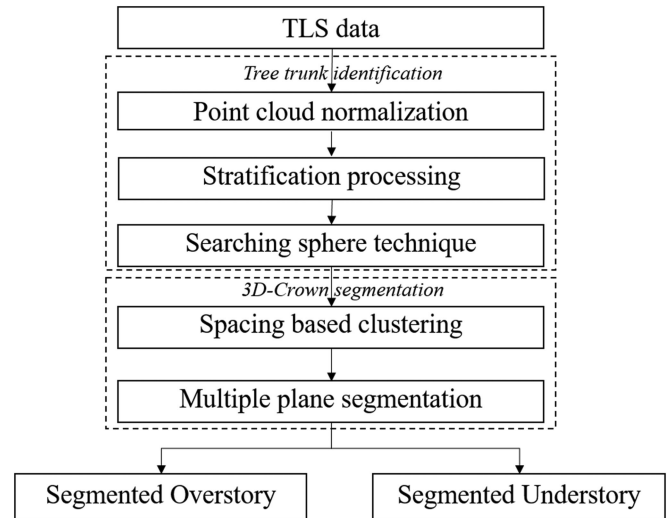 TLS data
Tree trunk identification
Point cloud normalization
Stratification processing
Searching sphere technique
3D-Crown segmentation
Spacing based clustering
Multiple plane segmentation
Segmented Overstory
Segmented Understory